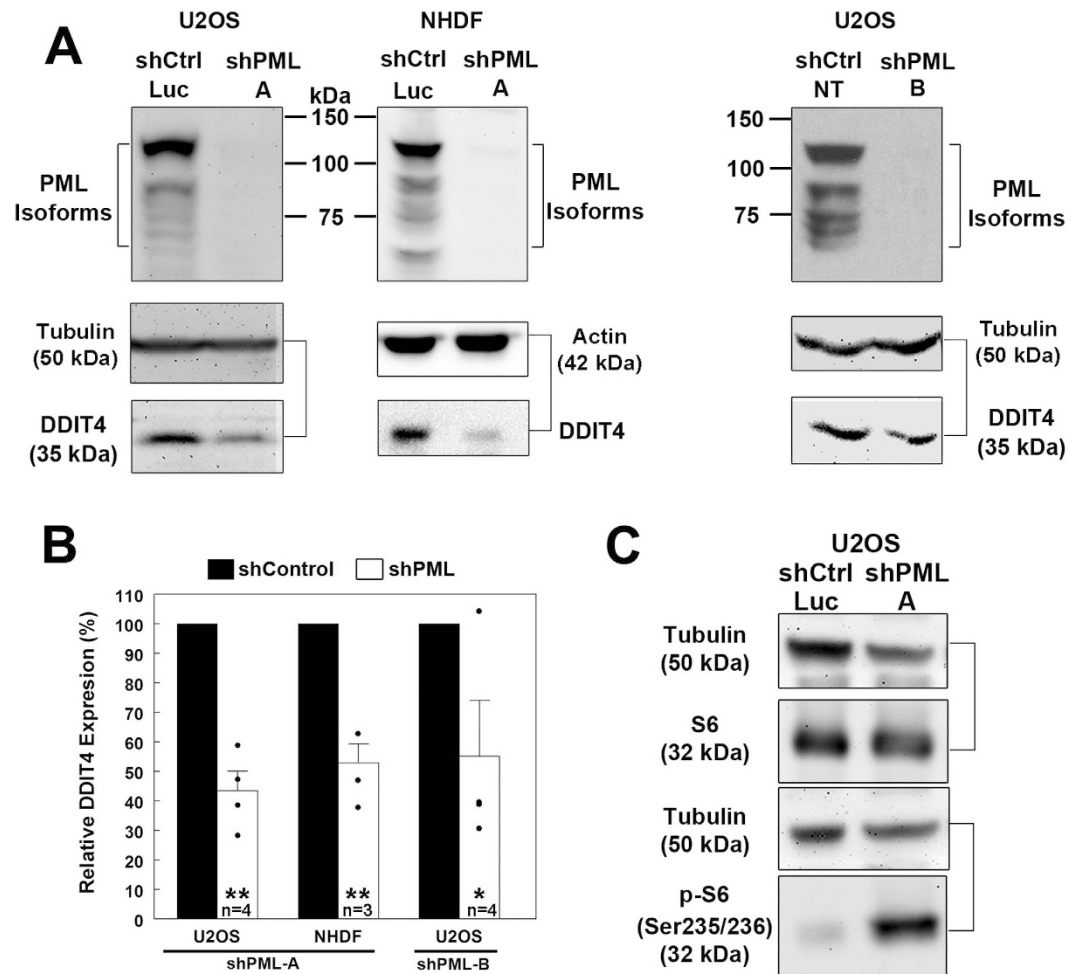 A
U2OS
NHDF
U2OS
shCtrl shPML
Luc A
kDa
shCtrl shPML
Luc A
shCtrl shPML
NT B
150
100
75
150
100
75
PML
Isoforms
PML
Isoforms
PML
Isoforms
Tubulin
(50 kDa)
Actin
(42 kDa)
Tubulin
(50 kDa)
DDIT4
(35 kDa)
DDIT4
DDIT4
(35 kDa)
B
shControl shPML
Relative DDIT4 Expresion (%)
110
100
90
80
70
60
50
40
30
20
10
0
** ** *
n=4 n=3 n=4
U2OS NHDF U2OS
shPML-A shPML-B
C
U2OS
shCtrl shPML
Luc A
Tubulin
(50 kDa)
S6
(32 kDa)
Tubulin
(50 kDa)
p-S6
(Ser235/236)
(32 kDa)